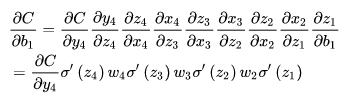 ∂C/∂b₁ = ∂C/∂y₄ ∂y₄/∂z₄ ∂z₄/∂x₄ ∂x₄/∂z₃ ∂z₃/∂x₃ ∂x₃/∂z₂ ∂z₂/∂x₂ ∂x₂/∂z₁ ∂z₁/∂b₁
= ∂C/∂y₄ σ′ (z₄) w₄σ′ (z₃) w₃σ′ (z₂) w₂σ′ (z₁)